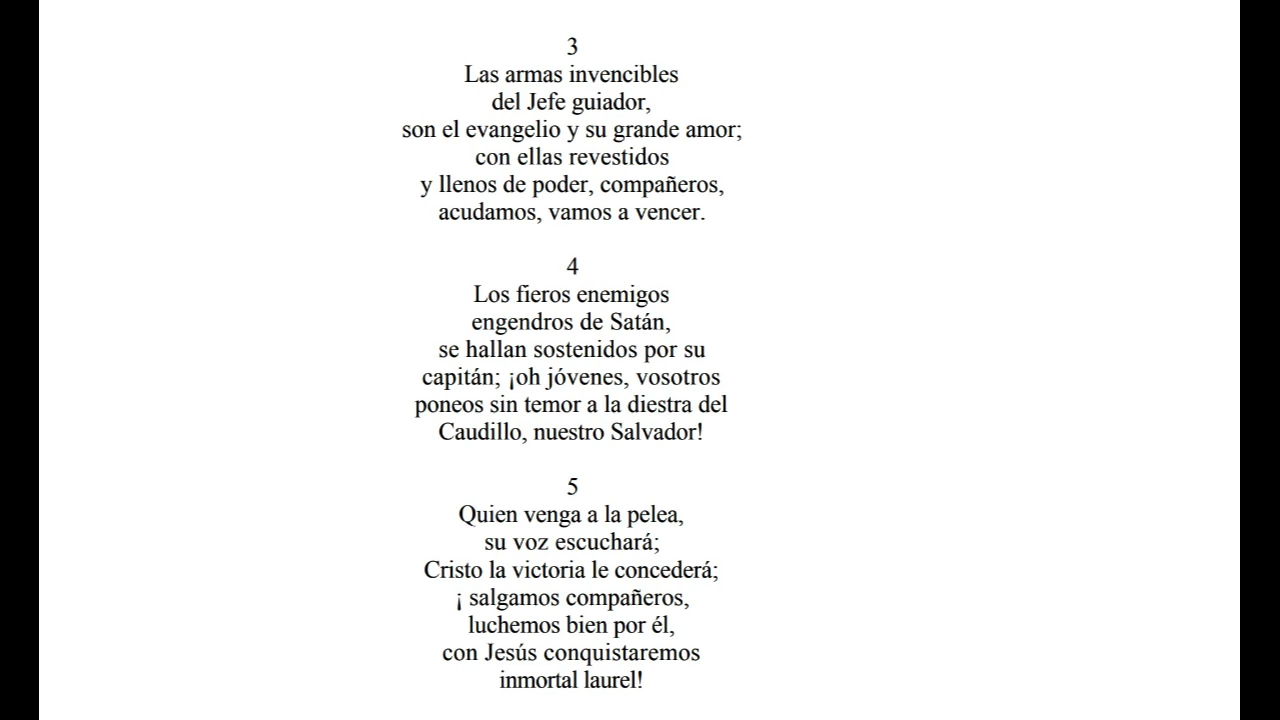 3
Las armas invencibles
del Jefe guiador,
son el evangelio y su grande amor;
con ellas revestidos
y llenos de poder, compañeros,
acudamos, vamos a vencer.
4
Los fieros enemigos
engendros de Satán,
se hallan sostenidos por su
capitán; ¡oh jóvenes, vosotros
poneos sin temor a la diestra del
Caudillo, nuestro Salvador!
5
Quien venga a la pelea,
su voz escuchará;
Cristo la victoria le concederá;
¡ salgamos compañeros,
luchemos bien por él,
con Jesús conquistaremos
inmortal laurel!